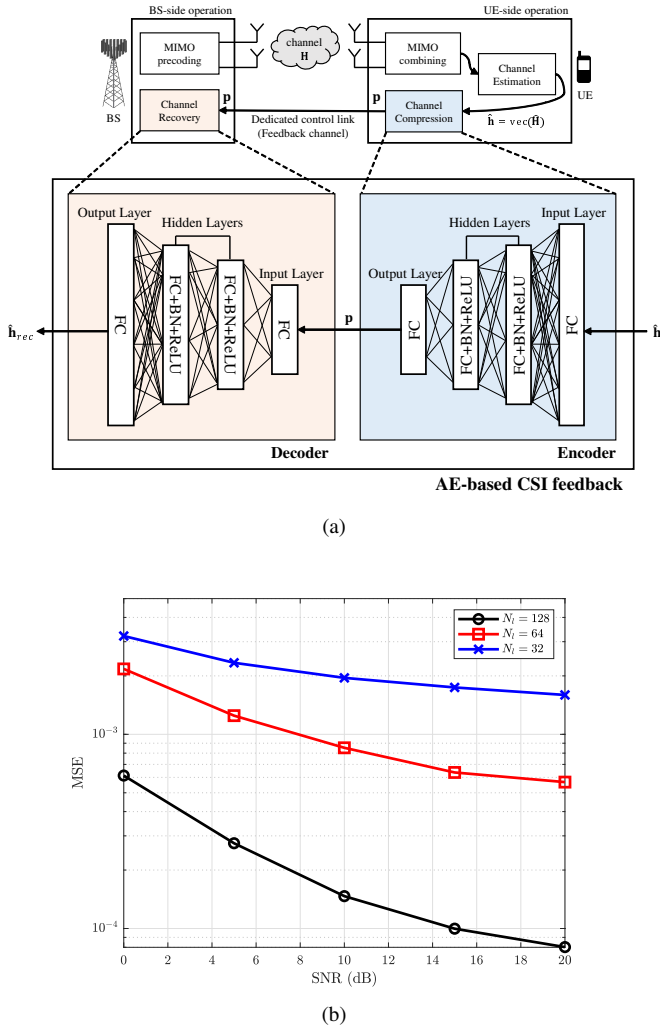 BS-side operation
UE-side operation
MIMO
precoding
channel
H
MIMO
combining
Channel
Estimation
BS
UE
Channel
Recovery
p
Dedicated control link
(Feedback channel)
p
Channel
Compression
ĥ = vec(Ĥ)
Output Layer
Hidden Layers
Input Layer
FC
FC+BN+ReLU
FC+BN+ReLU
FC
Output Layer
Hidden Layers
Input Layer
FC
FC+BN+ReLU
FC+BN+ReLU
FC
ĥ_rec
p
ĥ
Decoder
Encoder
AE-based CSI feedback
(a)
N_l = 128
N_l = 64
N_l = 32
MSE
10^{-3}
10^{-4}
0 2 4 6 8 10 12 14 16 18 20
SNR (dB)
(b)